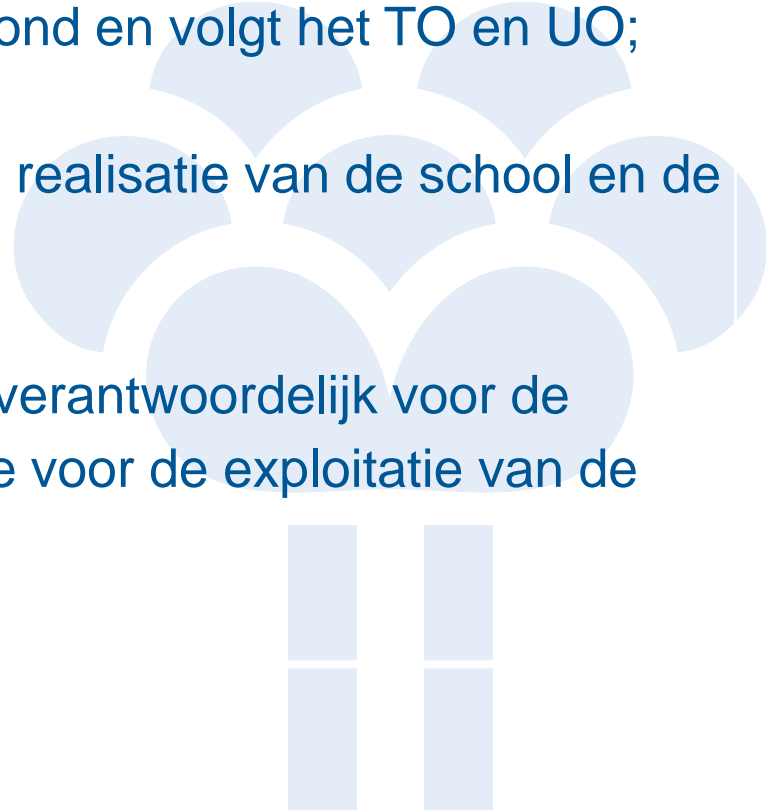 ond en volgt het TO en UO;
realisatie van de school en de
verantwoordelijk voor de
e voor de exploitatie van de